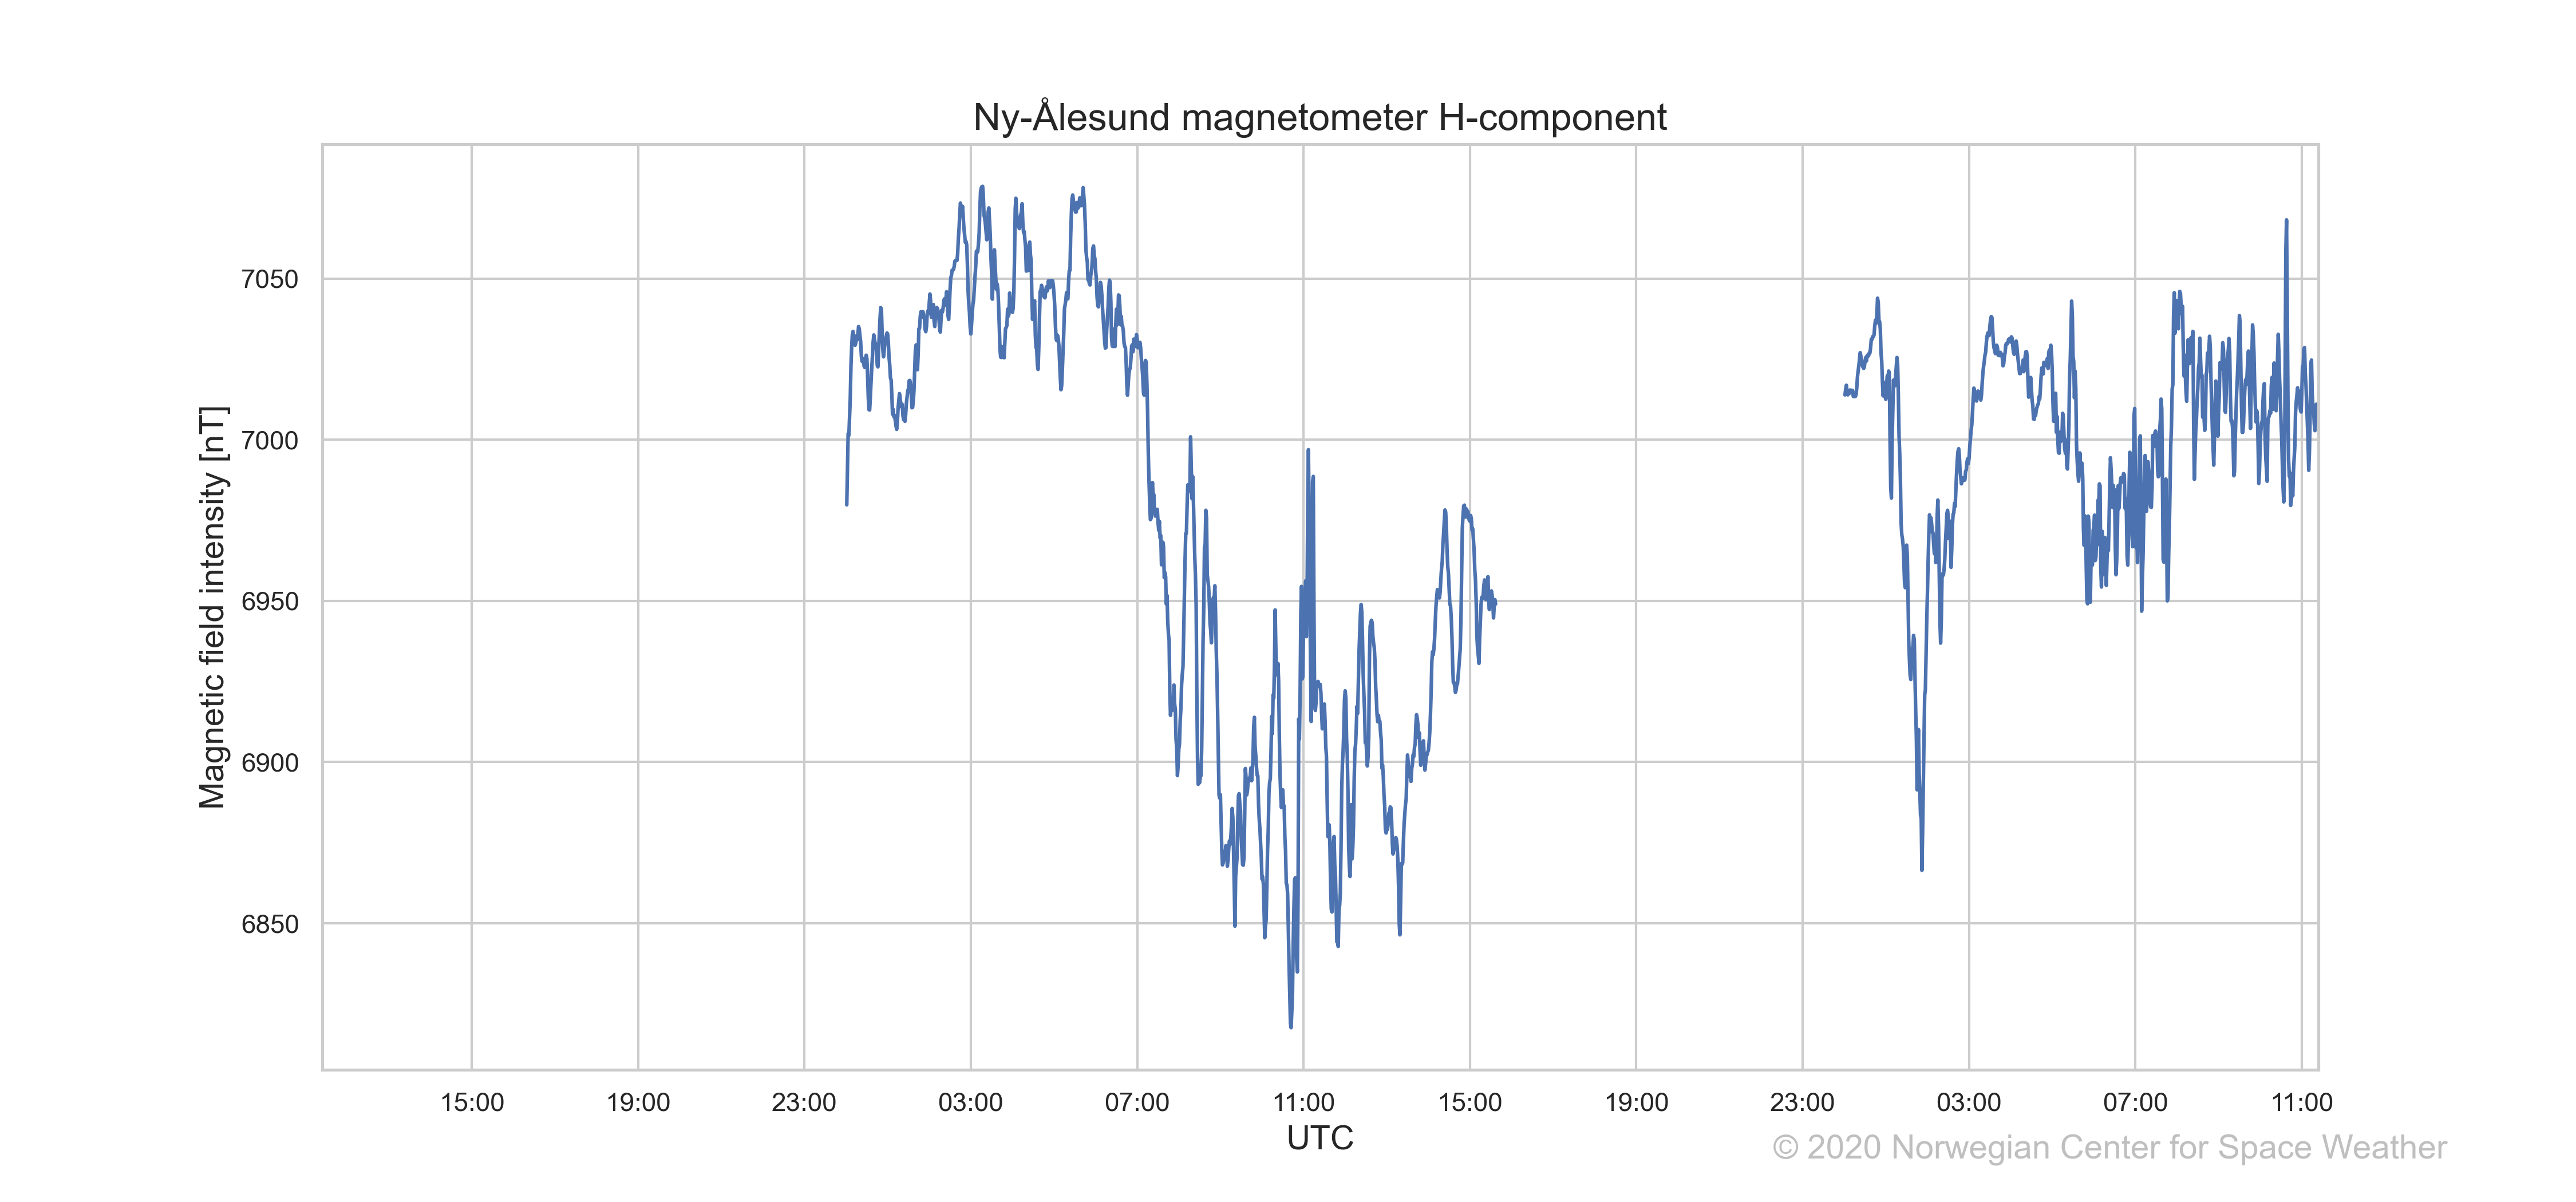 Ny-Ålesund magnetometer H-component
Magnetic field intensity [nT]
7050
7000
6950
6900
6850
15:00 19:00 23:00 03:00 07:00 11:00 15:00 19:00 23:00 03:00 07:00 11:00
UTC
© 2020 Norwegian Center for Space Weather